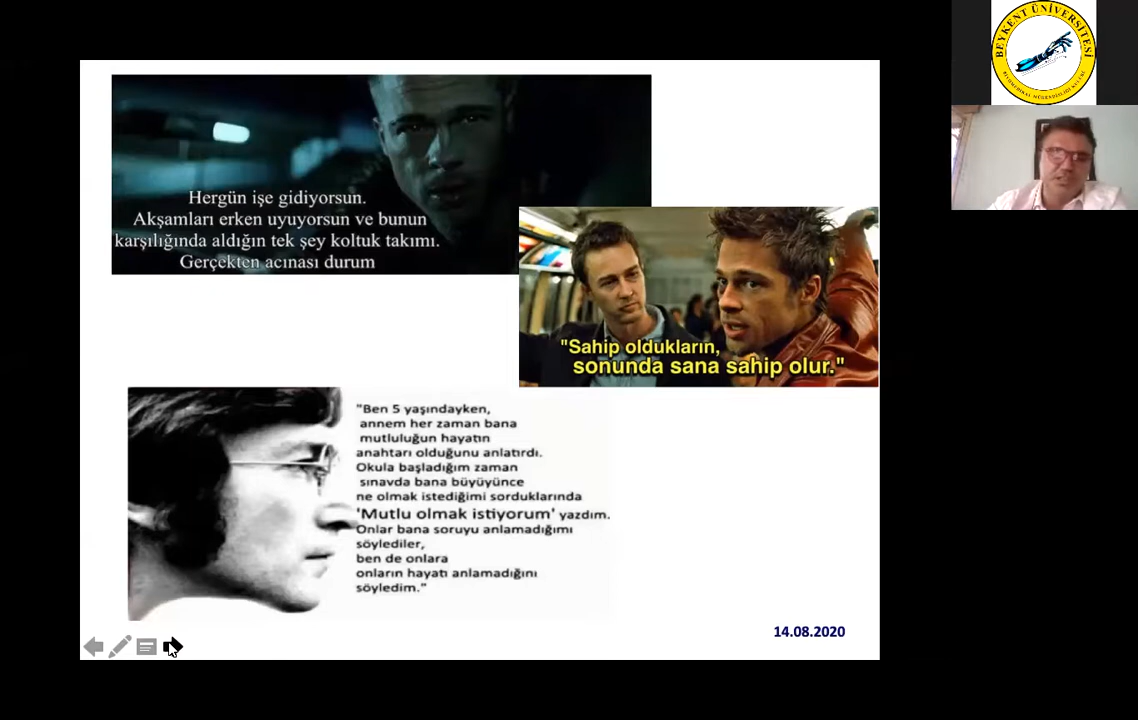 Hergün işe gidiyorsun.
Akşamları erken uyuyorsun ve bunun
karşılığında aldığın tek şey koltuk takımı.
Gerçekten acınası durum
"Sahip oldukların,
sonunda sana sahip olur."
"Ben 5 yaşındayken,
annem her zaman bana
mutluluğun hayatın
anahtarı olduğunu anlatırdı.
Okula başladığım zaman
sınavda bana büyüyünce
ne olmak istediğimi sorduklarında
'Mutlu olmak istiyorum' yazdım.
Onlar bana soruyu anlamadığımı
söylediler,
ben de onlara
onların hayatı anlamadığını
söyledim."
14.08.2020
BEYKENT ÜNİVERSİTESİ